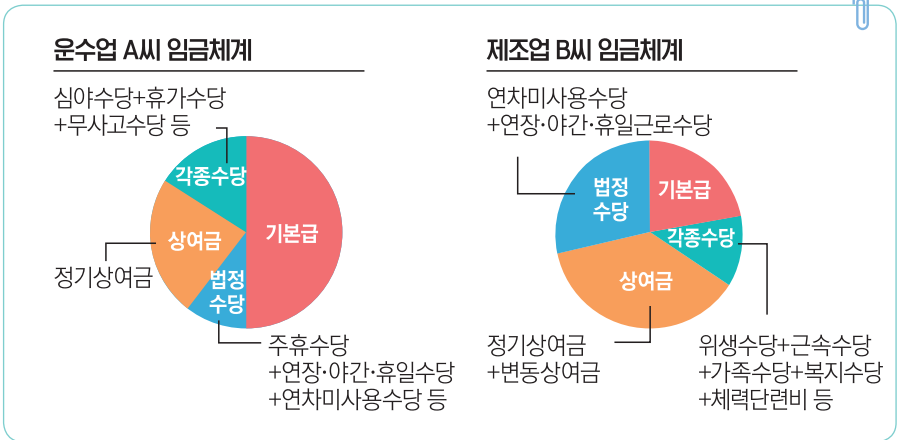 운수업 A씨 임금체계
심야수당+휴가수당
+무사고수당 등
각종수당
기본급
상여금
정기상여금
법정
수당
주휴수당
+연장·야간·휴일수당
+연차미사용수당 등
제조업 B씨 임금체계
연차미사용수당
+연장·야간·휴일근로수당
법정
수당
기본급
각종수당
상여금
정기상여금
+변동상여금
위생수당+근속수당
+가족수당+복지수당
+체력단련비 등